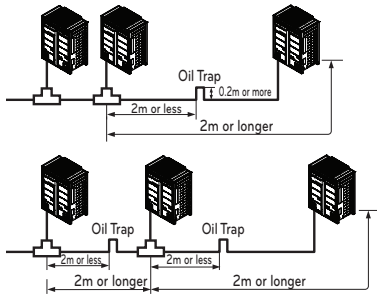 Oil Trap
0.2m or more
2m or less
2m or longer
Oil Trap
Oil Trap
2m or less
2m or less
2m or longer
2m or longer